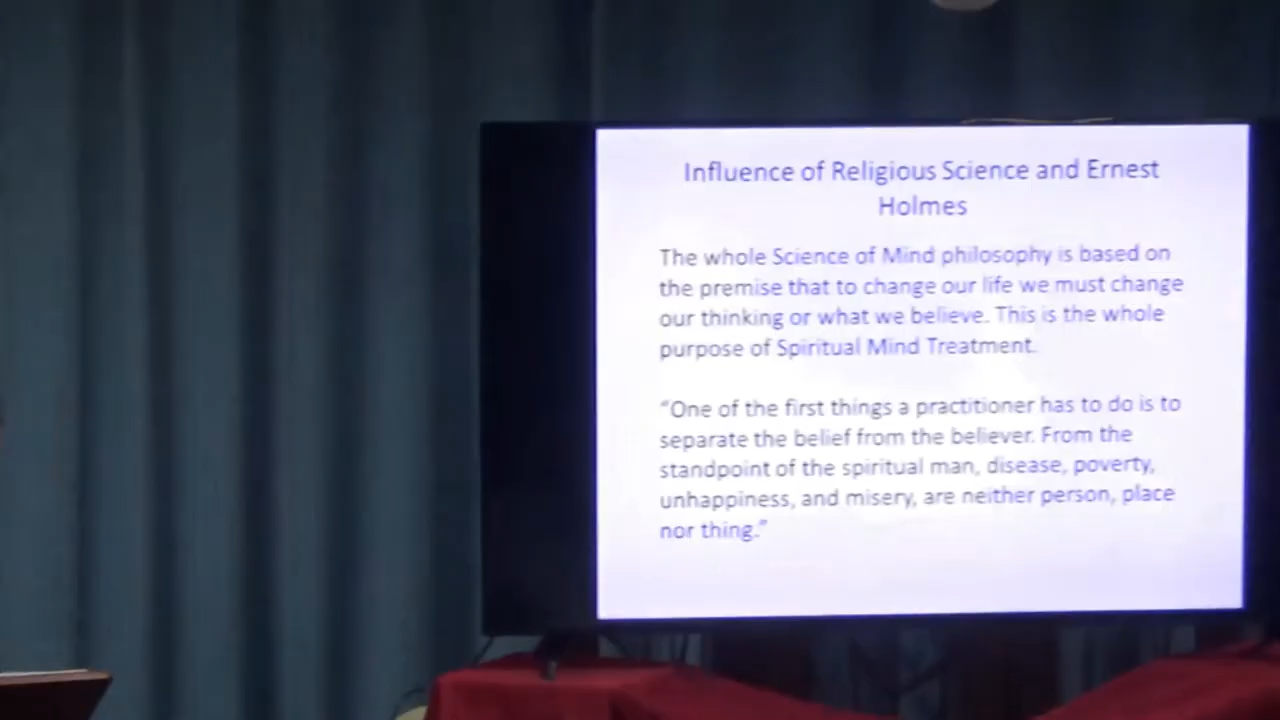 Influence of Religious Science and Ernest
Holmes
The whole Science of Mind philosophy is based on
the premise that to change our life we must change
our thinking or what we believe. This is the whole
purpose of Spiritual Mind Treatment.
“One of the first things a practitioner has to do is to
separate the belief from the believer. From the
standpoint of the spiritual man, disease, poverty,
unhappiness, and misery, are neither person, place
nor thing.”